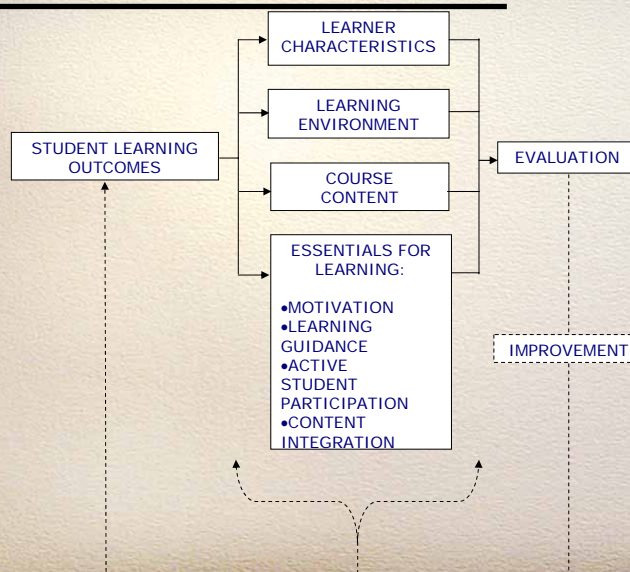 LEARNER
CHARACTERISTICS
LEARNING
ENVIRONMENT
STUDENT LEARNING
OUTCOMES
EVALUATION
COURSE
CONTENT
ESSENTIALS FOR
LEARNING:
•MOTIVATION
•LEARNING
GUIDANCE
•ACTIVE
STUDENT
PARTICIPATION
•CONTENT
INTEGRATION
IMPROVEMENT